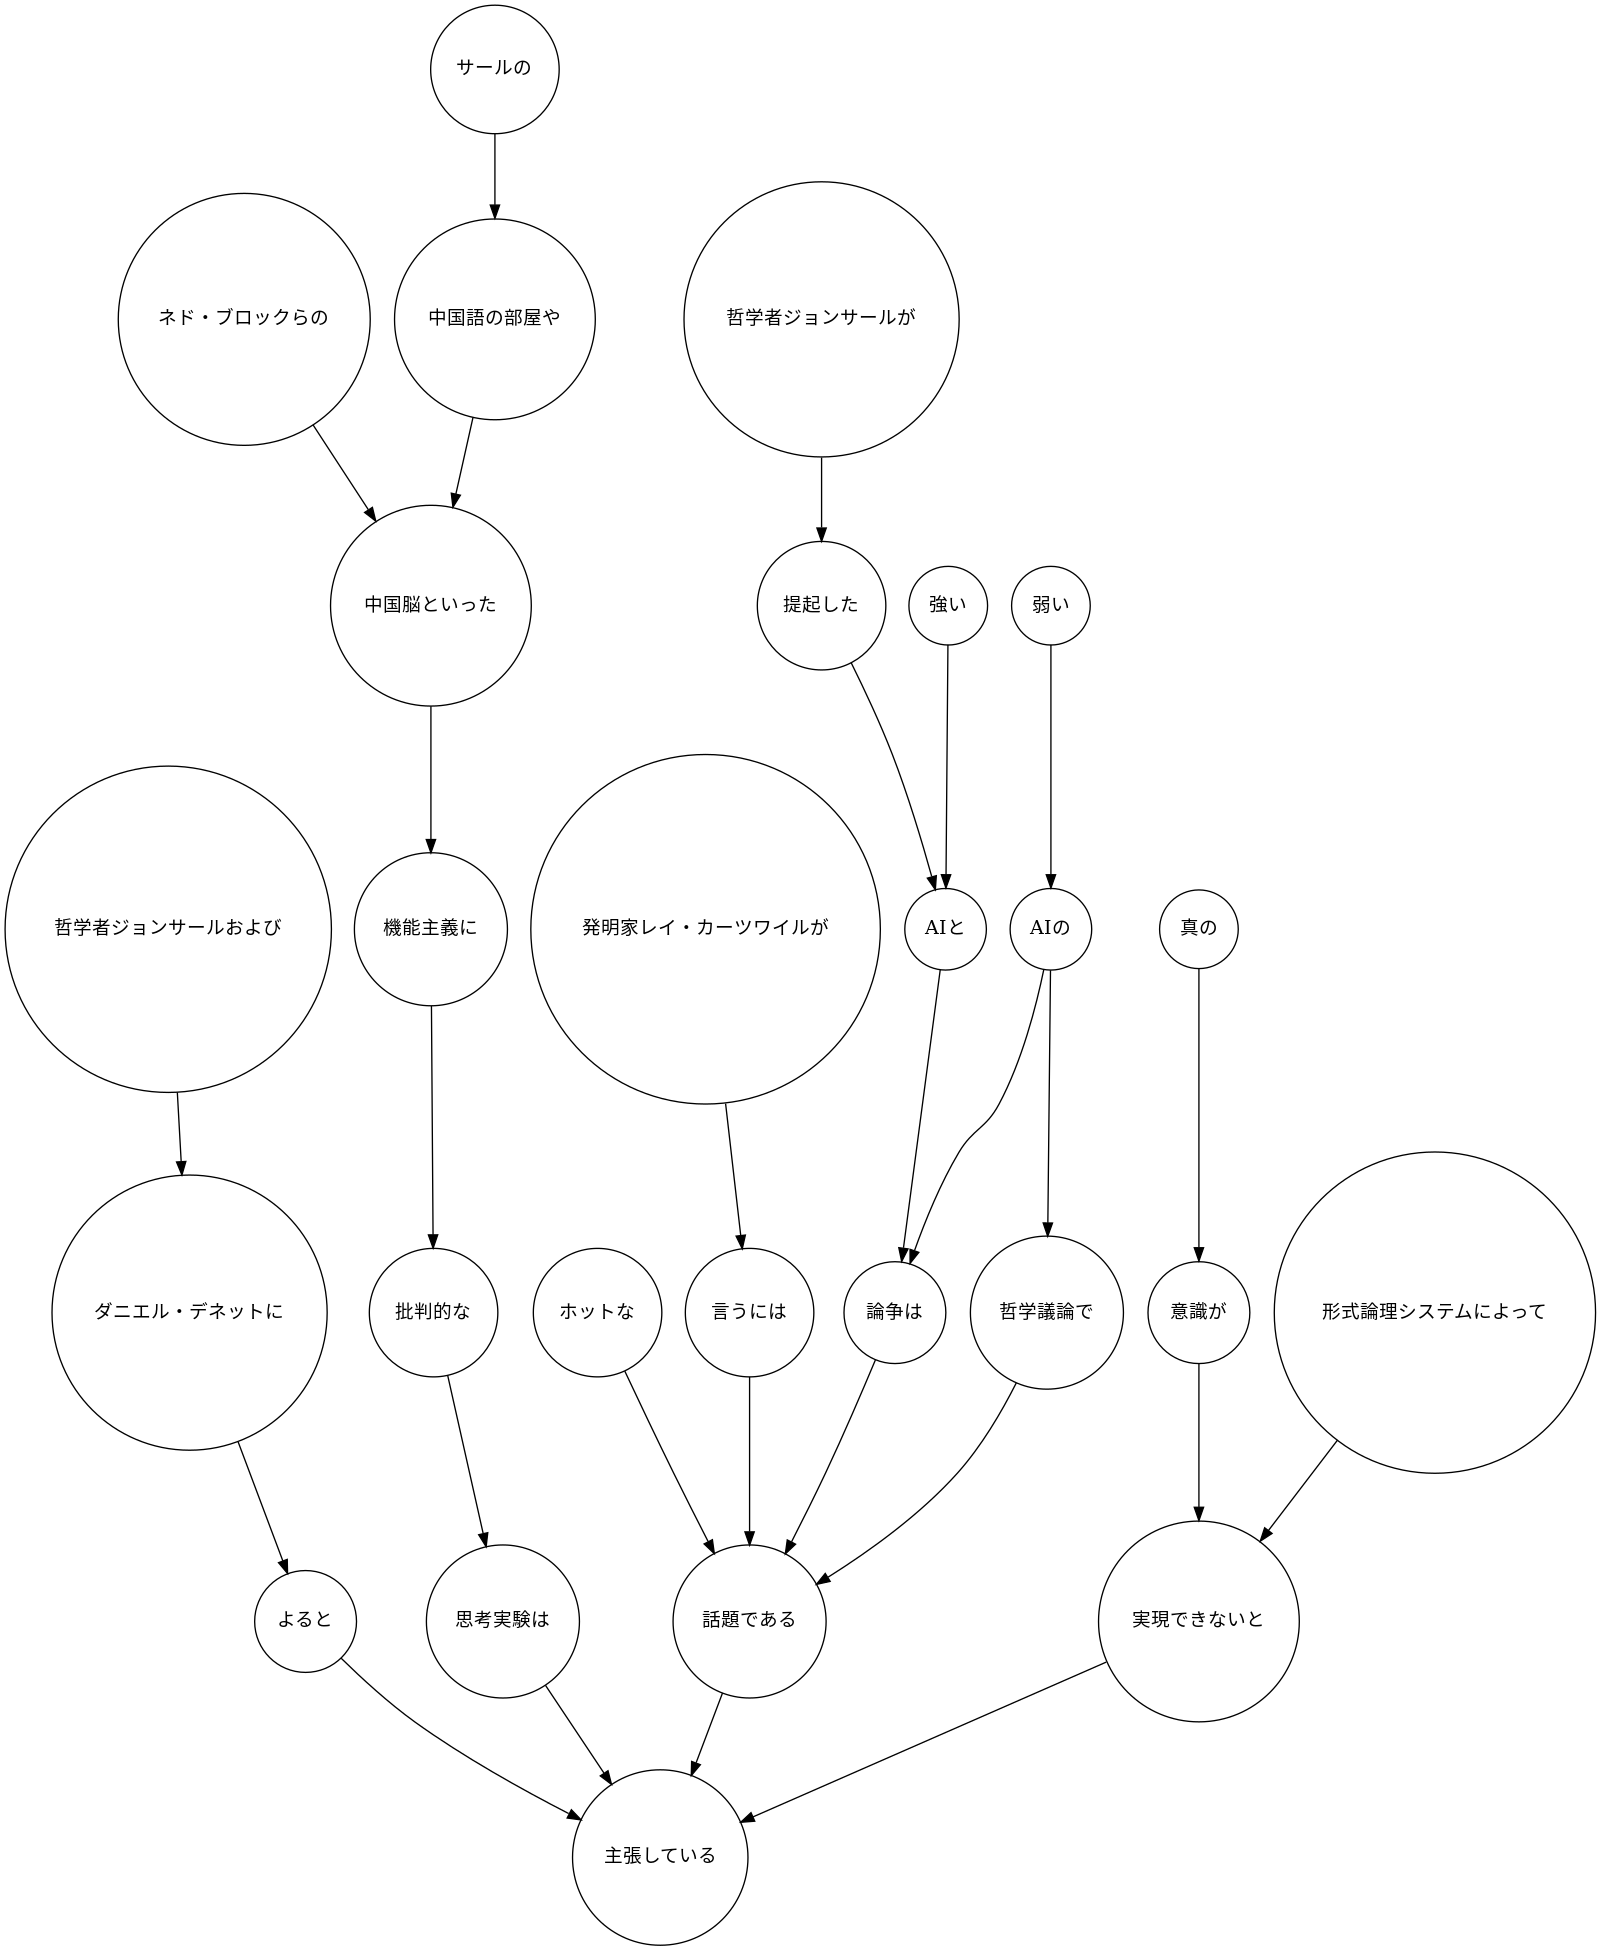 サールの
ネド・ブロックらの
中国語の部屋や
哲学者ジョンサールが
中国脳といった
提起した
強い
弱い
哲学者ジョンサールおよび
機能主義に
発明家レイ・カーツワイルが
AIと
AIの
真の
ダニエル・デネットに
批判的な
ホットな
言うには
論争は
哲学議論で
意識が
形式論理システムによって
よると
思考実験は
話題である
実現できないと
主張している